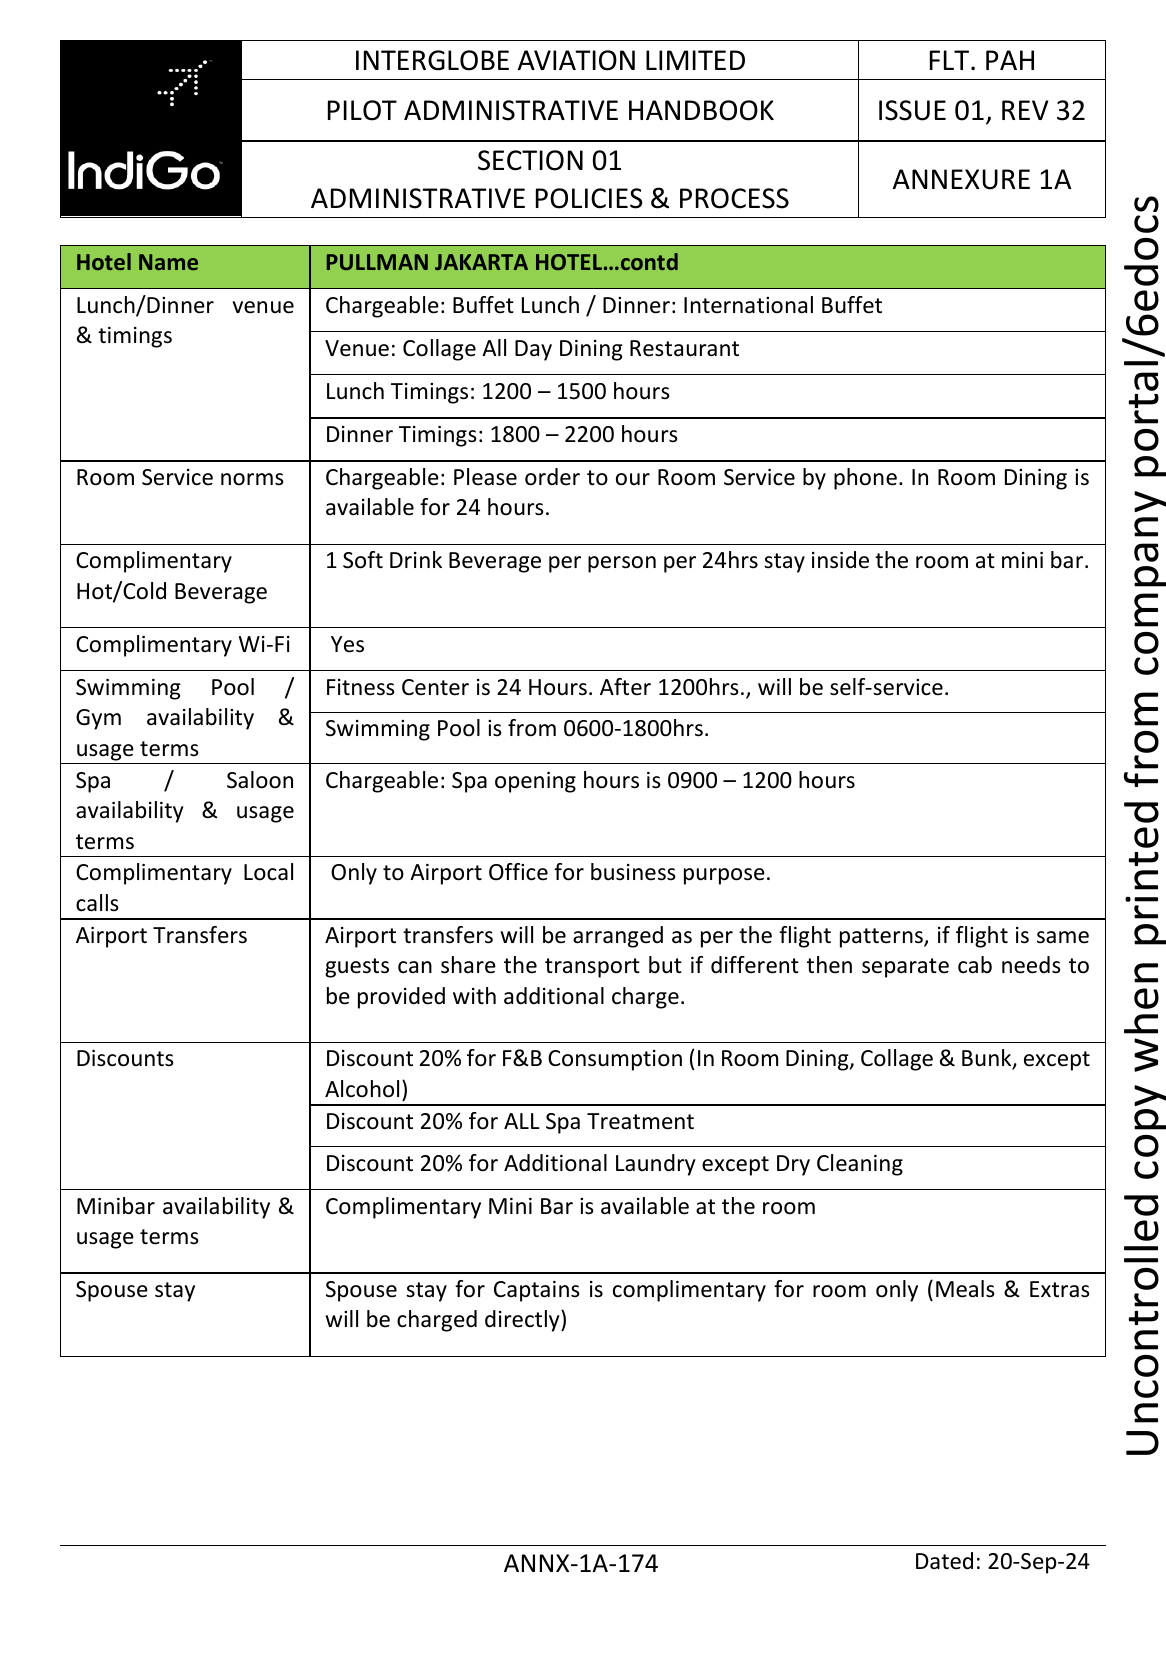 IndiGo
INTERGLOBE AVIATION LIMITED
FLT. PAH
PILOT ADMINISTRATIVE HANDBOOK
ISSUE 01, REV 32
SECTION 01
ADMINISTRATIVE POLICIES & PROCESS
ANNEXURE 1A
Hotel Name
PULLMAN JAKARTA HOTEL...contd
Lunch/Dinner venue
& timings
Chargeable: Buffet Lunch / Dinner: International Buffet
Venue: Collage All Day Dining Restaurant
Lunch Timings: 1200 – 1500 hours
Dinner Timings: 1800 – 2200 hours
Room Service norms
Chargeable: Please order to our Room Service by phone. In Room Dining is
available for 24 hours.
Complimentary
Hot/Cold Beverage
1 Soft Drink Beverage per person per 24hrs stay inside the room at mini bar.
Complimentary Wi-Fi
Yes
Swimming Pool /
Gym availability &
usage terms
Fitness Center is 24 Hours. After 1200hrs., will be self-service.
Swimming Pool is from 0600-1800hrs.
Spa / Saloon
availability & usage
terms
Chargeable: Spa opening hours is 0900 – 1200 hours
Complimentary Local
calls
Only to Airport Office for business purpose.
Airport Transfers
Airport transfers will be arranged as per the flight patterns, if flight is same
guests can share the transport but if different then separate cab needs to
be provided with additional charge.
Discounts
Discount 20% for F&B Consumption (In Room Dining, Collage & Bunk, except
Alcohol)
Discount 20% for ALL Spa Treatment
Discount 20% for Additional Laundry except Dry Cleaning
Minibar availability &
usage terms
Complimentary Mini Bar is available at the room
Spouse stay
Spouse stay for Captains is complimentary for room only (Meals & Extras
will be charged directly)
ANNX-1A-174
Dated: 20-Sep-24
Uncontrolled copy when printed from company portal/6edocs